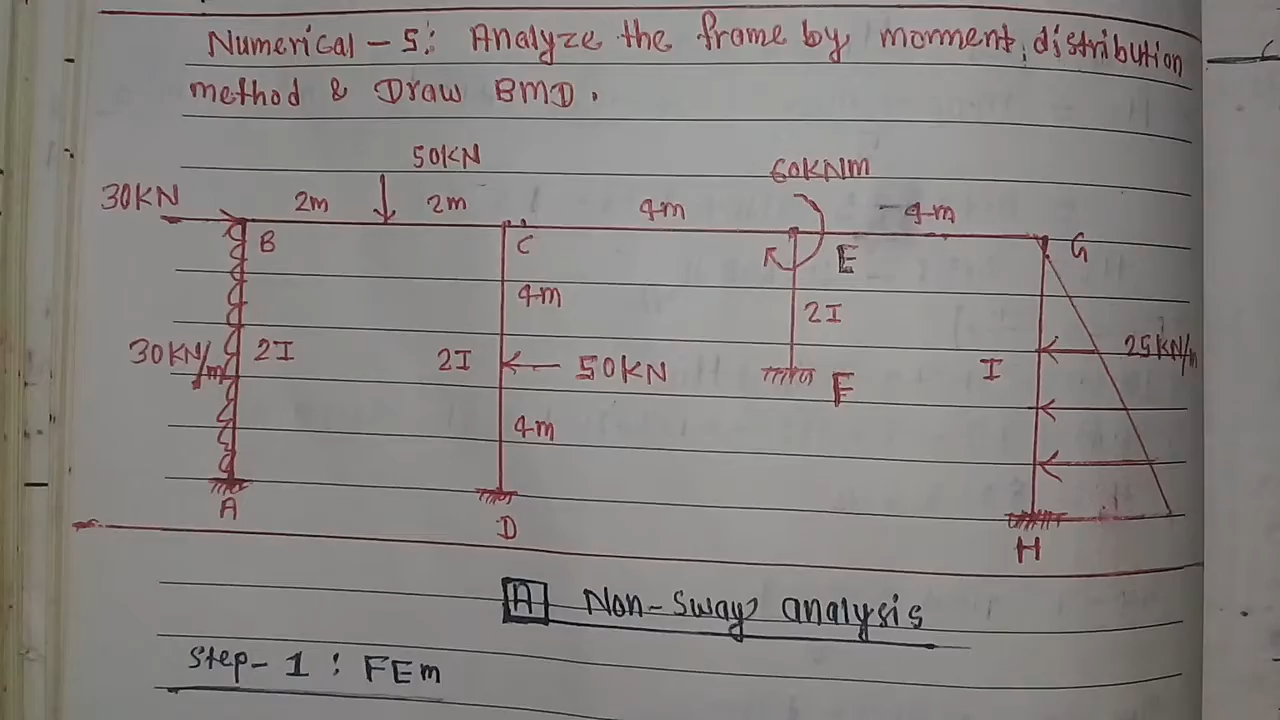 Numerical - 5: Analyze the frame by moment distribution
method & Draw BMD.
50KN
60KNM
30KN
2m
2m
4m
4m
B
C
E
G
4m
2I
30KN/m
2I
2I
50KN
I
25KN/m
F
4m
A
D
H
A Non-Sway analysis
Step-1 : FEm